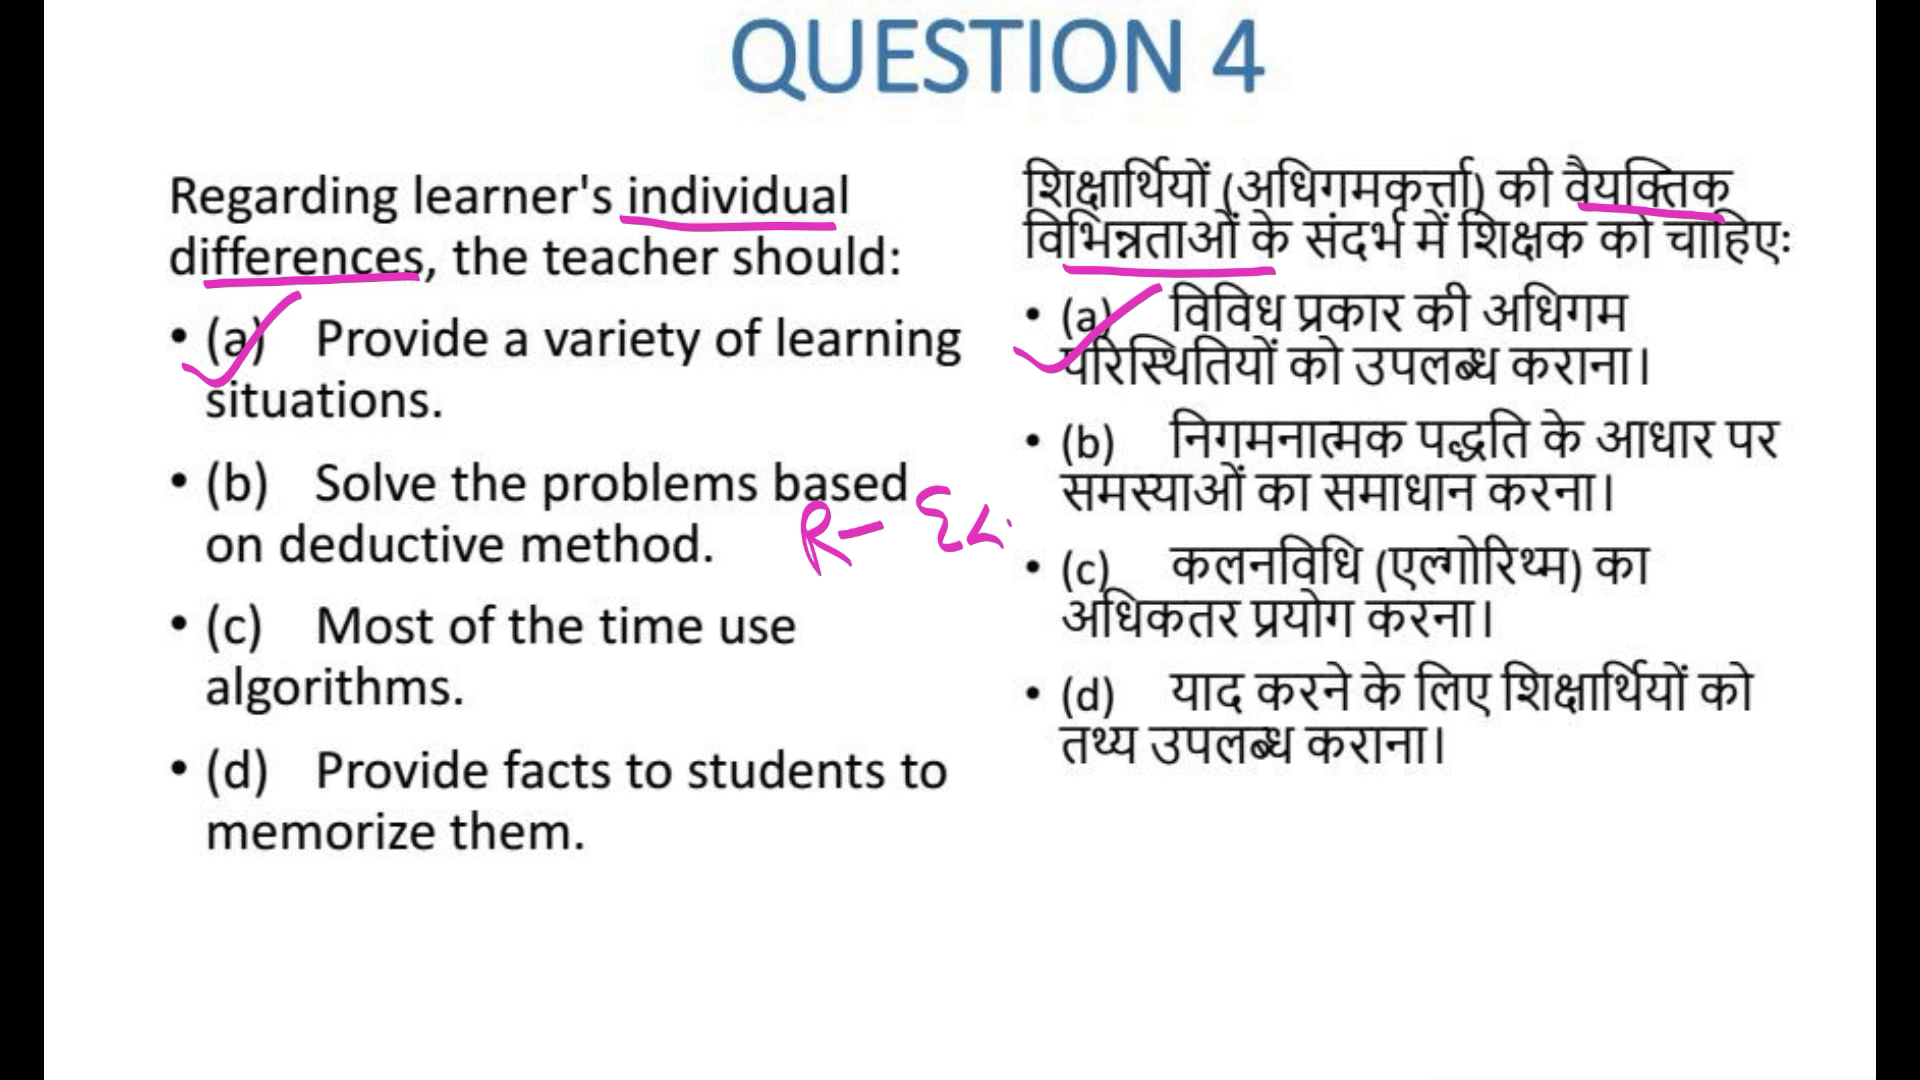 QUESTION 4
Regarding learner's individual
differences, the teacher should:
• (a) Provide a variety of learning
situations.
• (b) Solve the problems based
on deductive method.
• (c) Most of the time use
algorithms.
• (d) Provide facts to students to
memorize them.
शिक्षार्थियों (अधिगमकर्त्ता) की वैयक्तिक
विभिन्नताओं के संदर्भ में शिक्षक को चाहिएः
• (a) विविध प्रकार की अधिगम
परिस्थितियों को उपलब्ध कराना।
• (b) निगमनात्मक पद्धति के आधार पर
समस्याओं का समाधान करना।
• (c) कलनविधि (एल्गोरिथ्म) का
अधिकतर प्रयोग करना।
• (d) याद करने के लिए शिक्षार्थियों को
तथ्य उपलब्ध कराना।